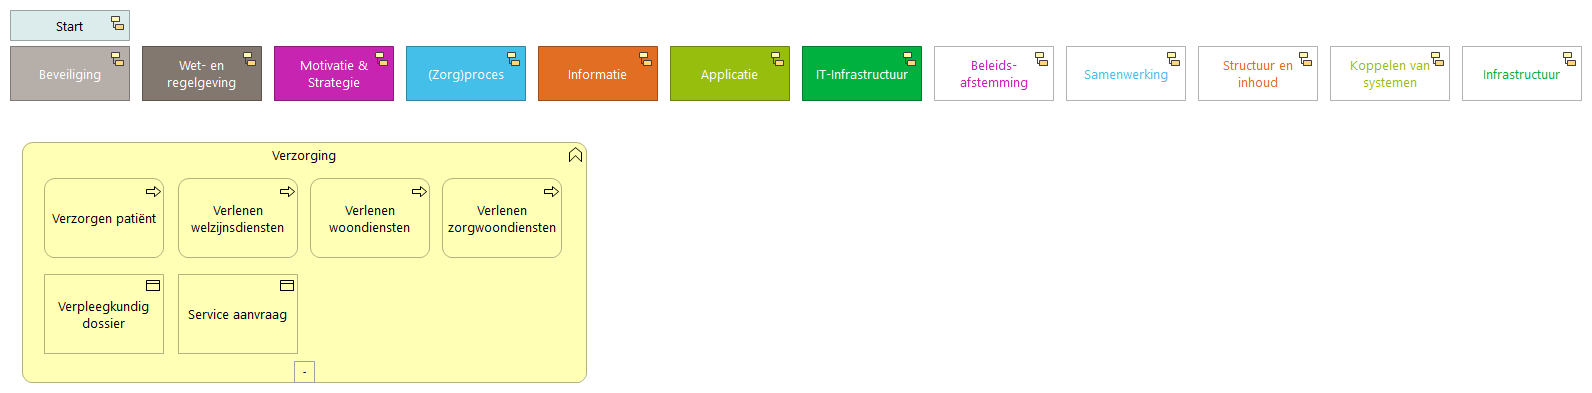 Start
Beveiliging
Wet- en
regelgeving
Motivatie &
Strategie
(Zorg)proces
Informatie
Applicatie
IT-Infrastructuur
Beleids-
afstemming
Samenwerking
Structuur en
inhoud
Koppelen van
systemen
Infrastructuur
Verzorging
Verzorgen patiënt
Verlenen
welzijnsdiensten
Verlenen
woondiensten
Verlenen
zorgwoondiensten
Verpleegkundig
dossier
Service aanvraag
-